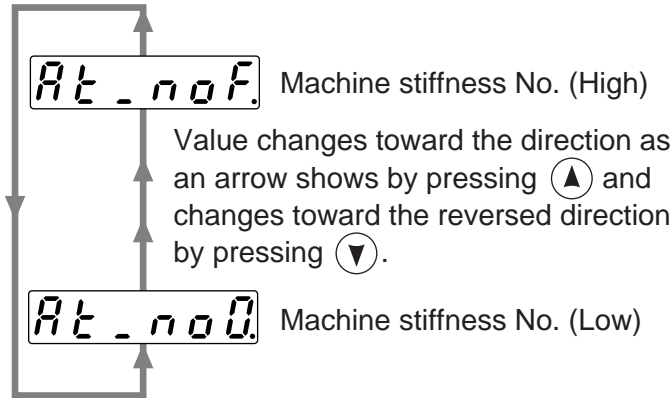 At_noF. Machine stiffness No. (High)
Value changes toward the direction as
an arrow shows by pressing ▲ and
changes toward the reversed direction
by pressing ▼.
At_no0. Machine stiffness No. (Low)